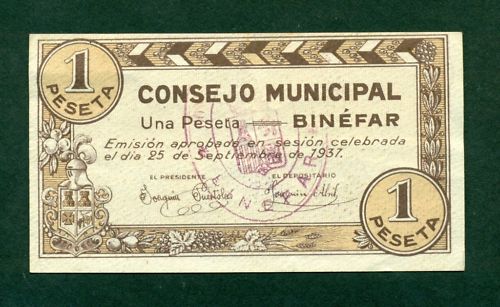 1
PESETA
CONSEJO MUNICIPAL
Una Peseta — BINÉFAR
Emisión aprobada en sesión celebrada
el día 25 de Septiembre de 1937.
EL PRESIDENTE EL DEPOSITARIO
Joaquín
1
PESETA